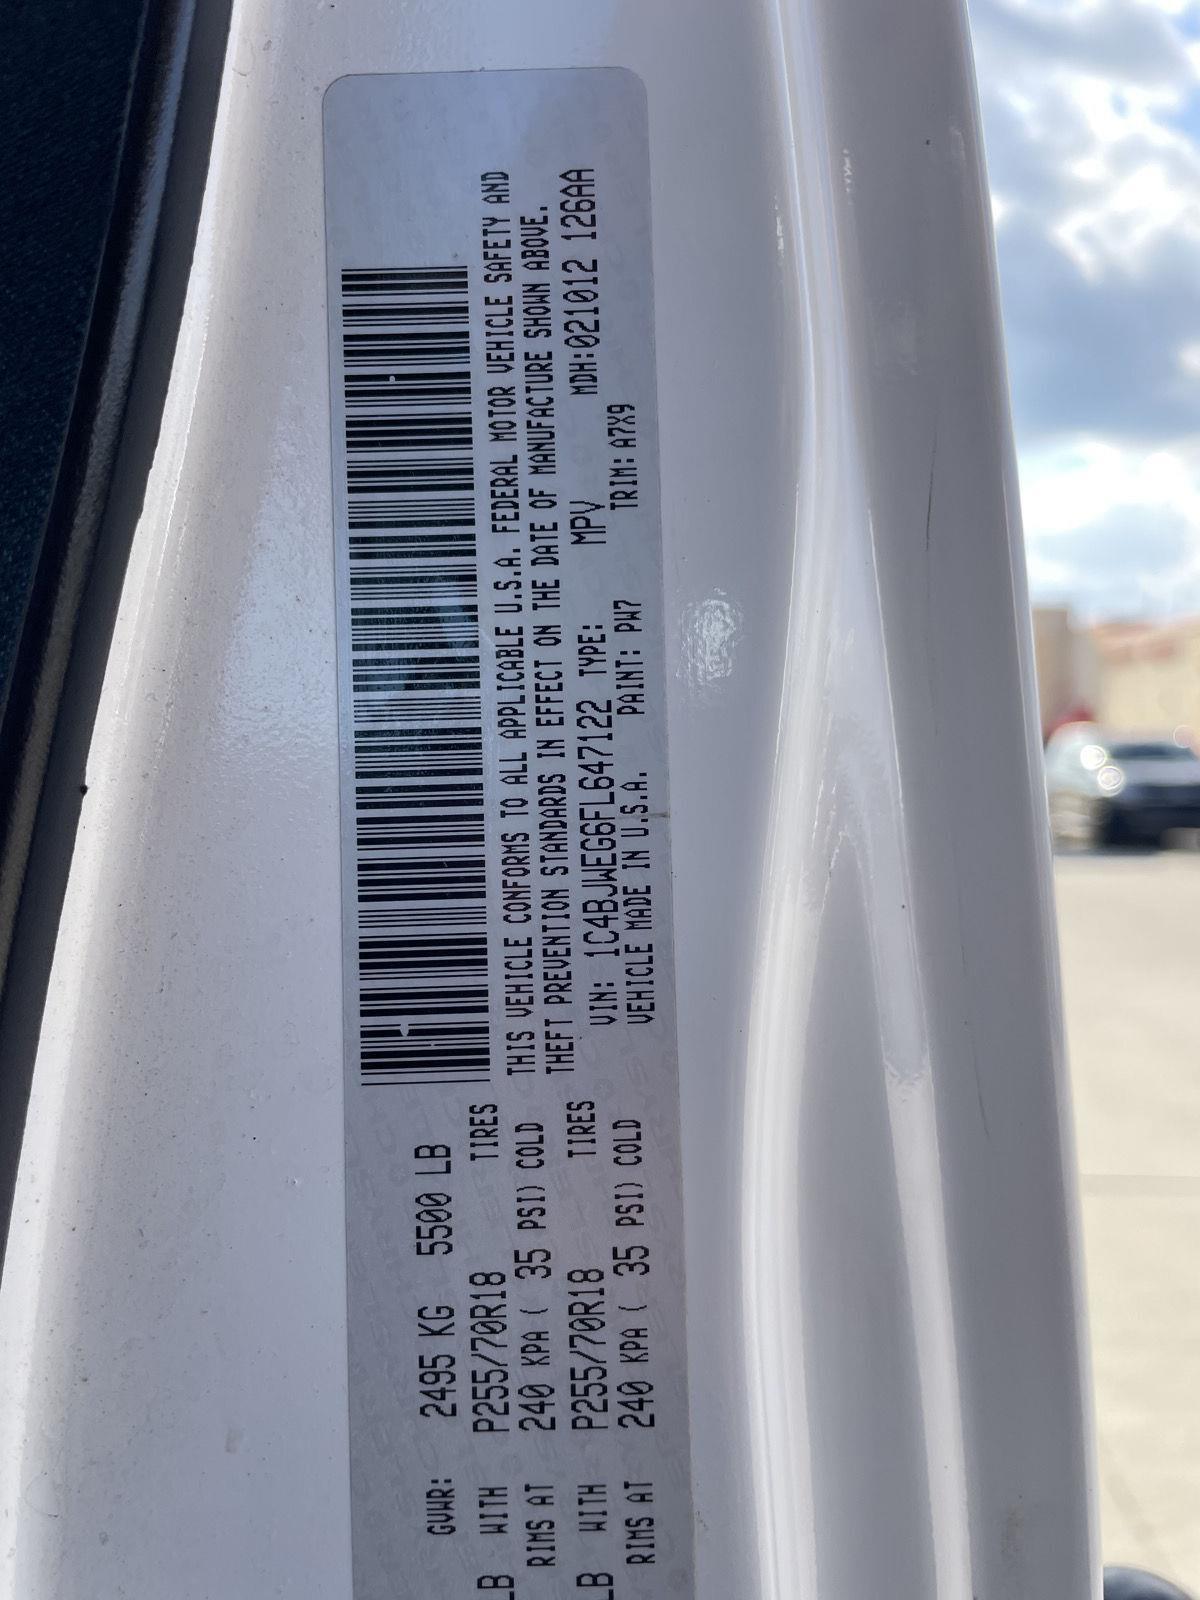 GVWR: 2495 KG 5500 LB
LB WITH P255/70R18 TIRES
RIMS AT 240 KPA ( 35 PSI) COLD
LB WITH P255/70R18 TIRES
RIMS AT 240 KPA ( 35 PSI) COLD
THIS VEHICLE CONFORMS TO ALL APPLICABLE U.S.A. FEDERAL MOTOR VEHICLE SAFETY AND
THEFT PREVENTION STANDARDS IN EFFECT ON THE DATE OF MANUFACTURE SHOWN ABOVE.
VIN: 1C4BJWEG6FL647122 TYPE: MPV MDH:021012 126AA
VEHICLE MADE IN U.S.A. PAINT: PW7 TRIM: A7X9